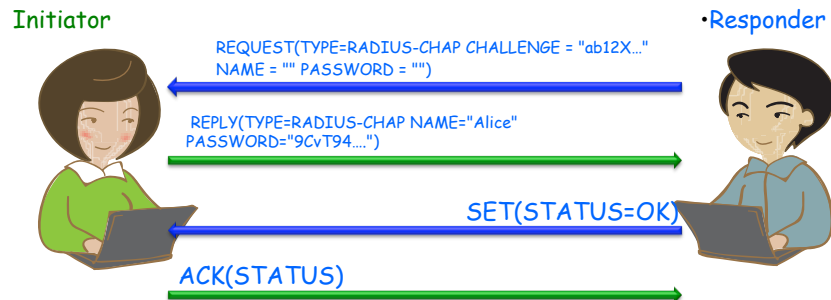 Initiator
•Responder
REQUEST(TYPE=RADIUS-CHAP CHALLENGE = "ab12X..."
NAME = "" PASSWORD = "")
REPLY(TYPE=RADIUS-CHAP NAME="Alice"
PASSWORD="9CvT94....")
SET(STATUS=OK)
ACK(STATUS)